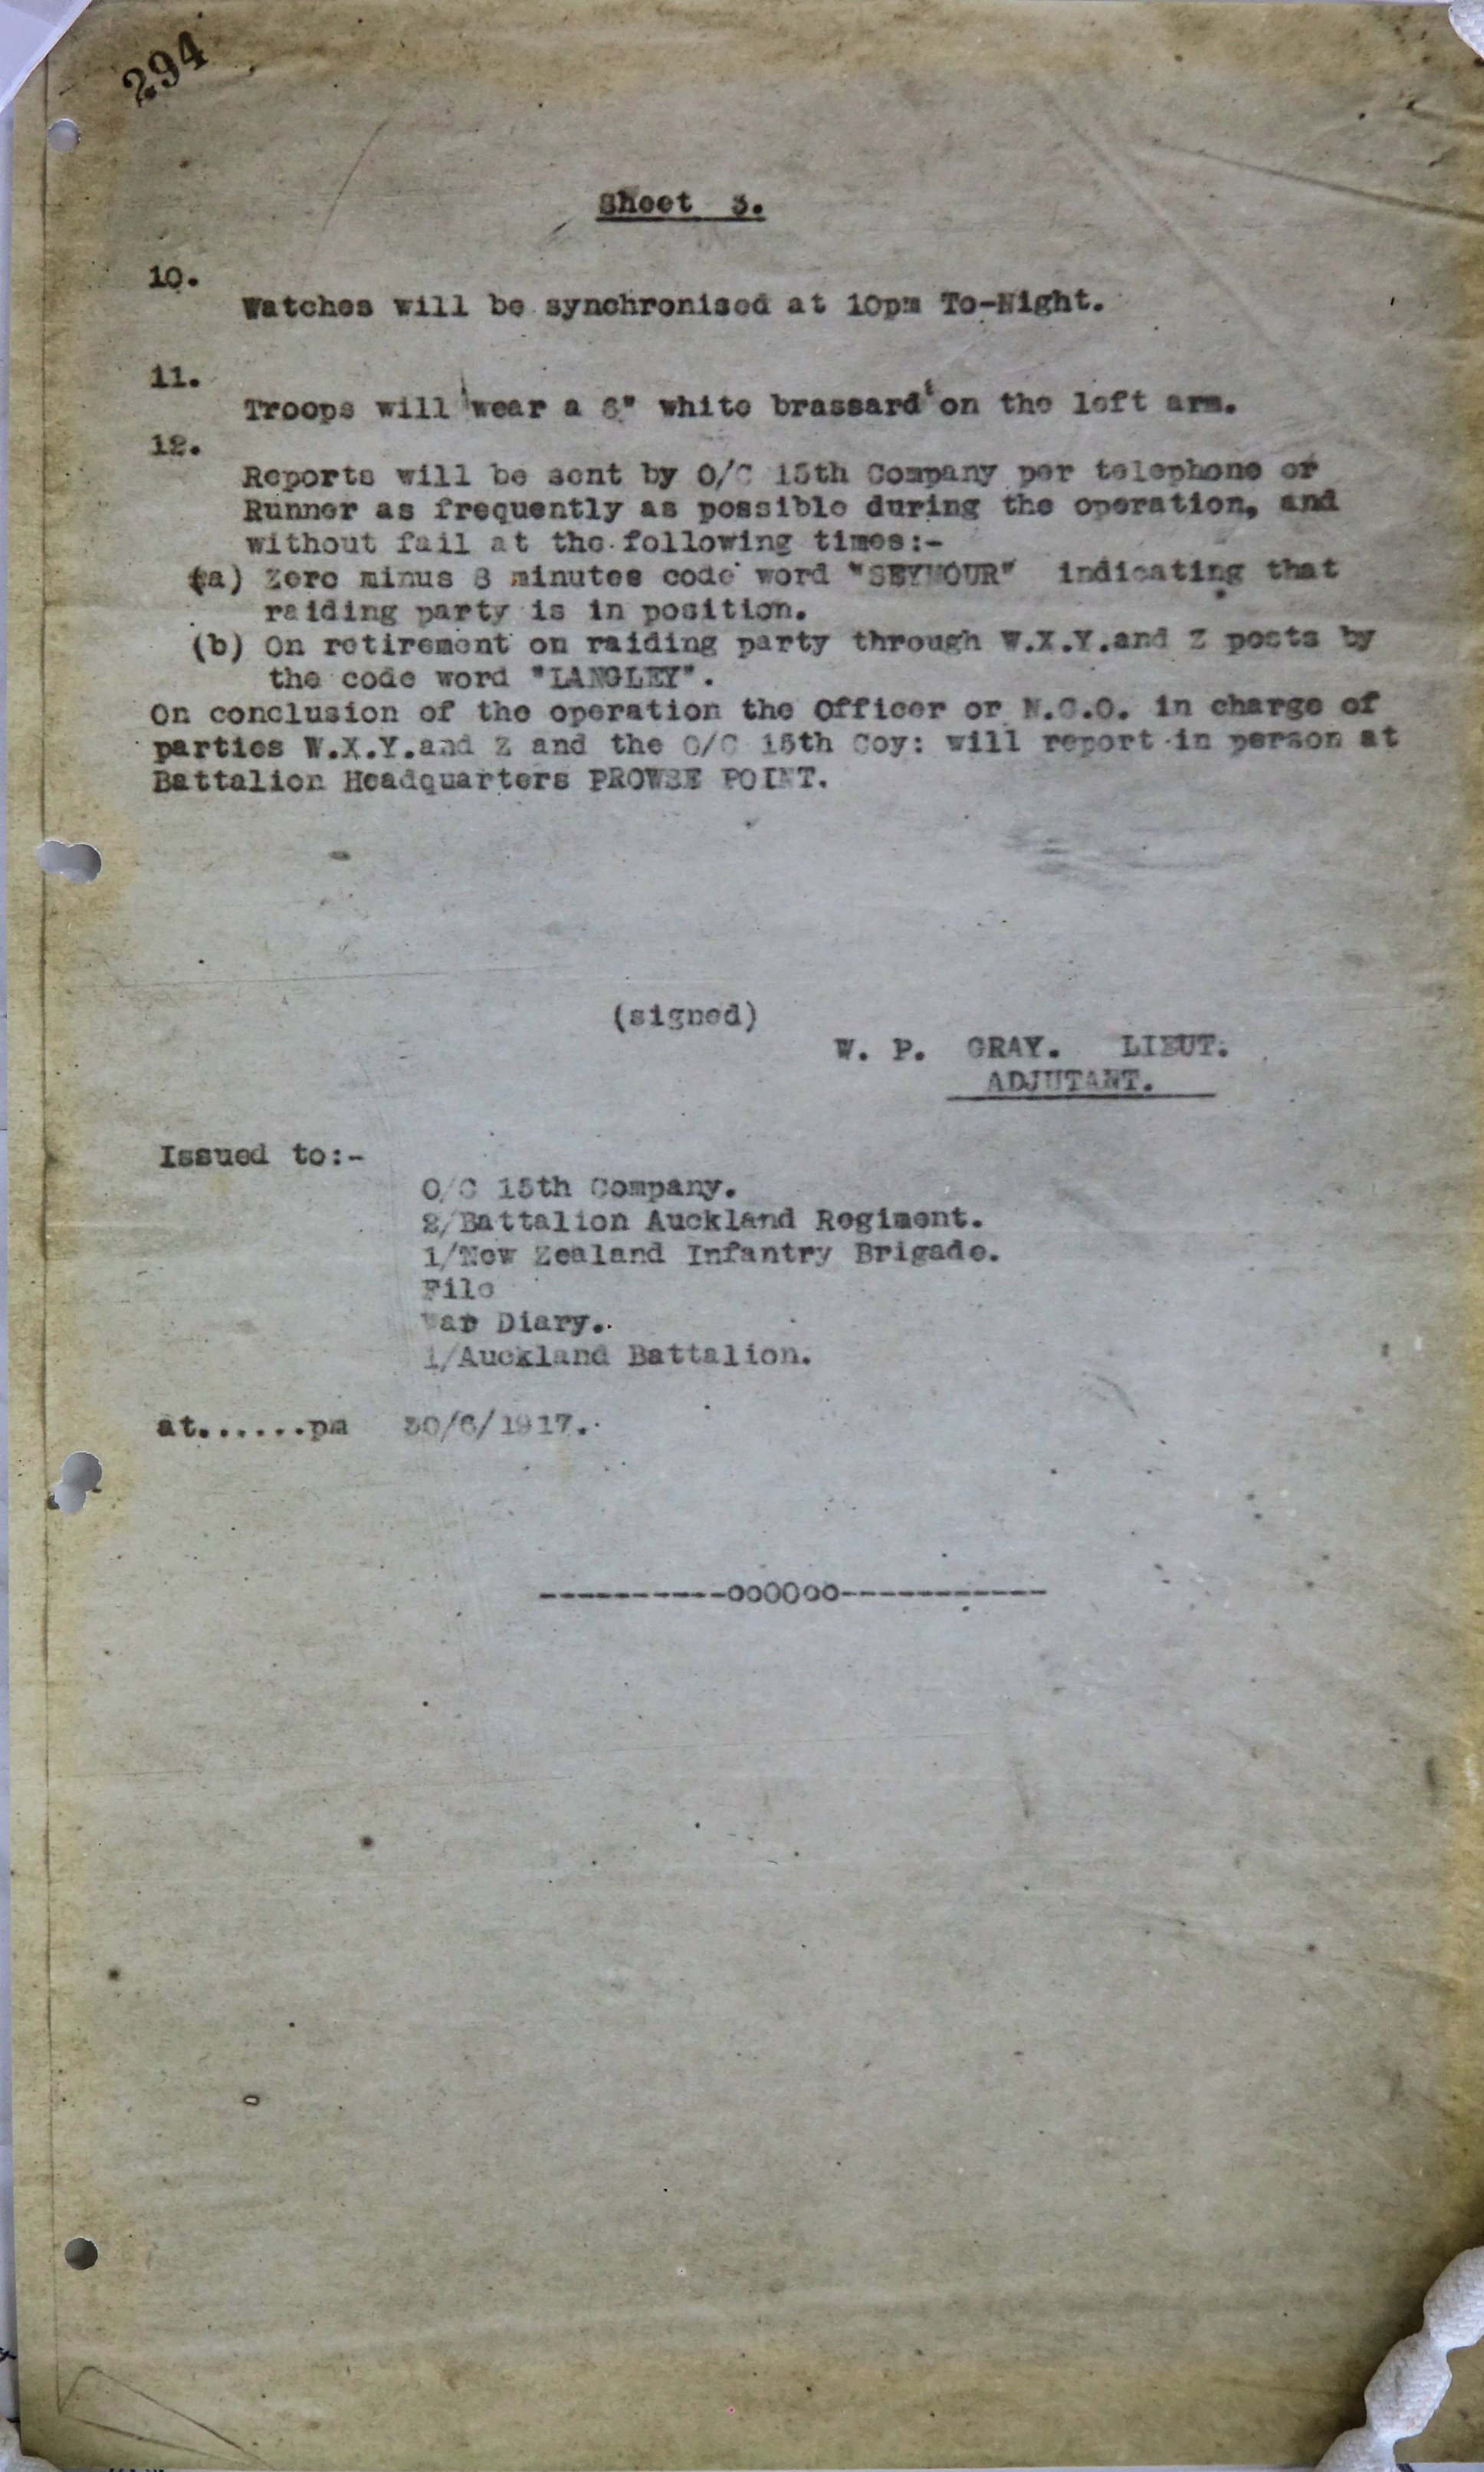 294
Sheet 3.
10.
Watches will be synchronised at 10pm To-Night.
11.
Troops will wear a 6" white brassard on the left arm.
12.
Reports will be sent by O/C 15th Company per telephone or
Runner as frequently as possible during the operation, and
without fail at the following times:-
(a) Zero minus 8 minutes code word "SEYMOUR" indicating that
raiding party is in position.
(b) On retirement on raiding party through W.X.Y.and Z posts by
the code word "LANGLEY".
On conclusion of the operation the Officer or N.C.O. in charge of
parties W.X.Y.and Z and the O/C 15th Coy: will report in person at
Battalion Headquarters PROWSE POINT.
(signed)
W. P. GRAY. LIEUT.
ADJUTANT.
Issued to:-
O/C 15th Company.
2/Battalion Auckland Regiment.
1/New Zealand Infantry Brigade.
File
War Diary.
1/Auckland Battalion.
at.......pm 30/6/1917.
----------ooOOoo-----------